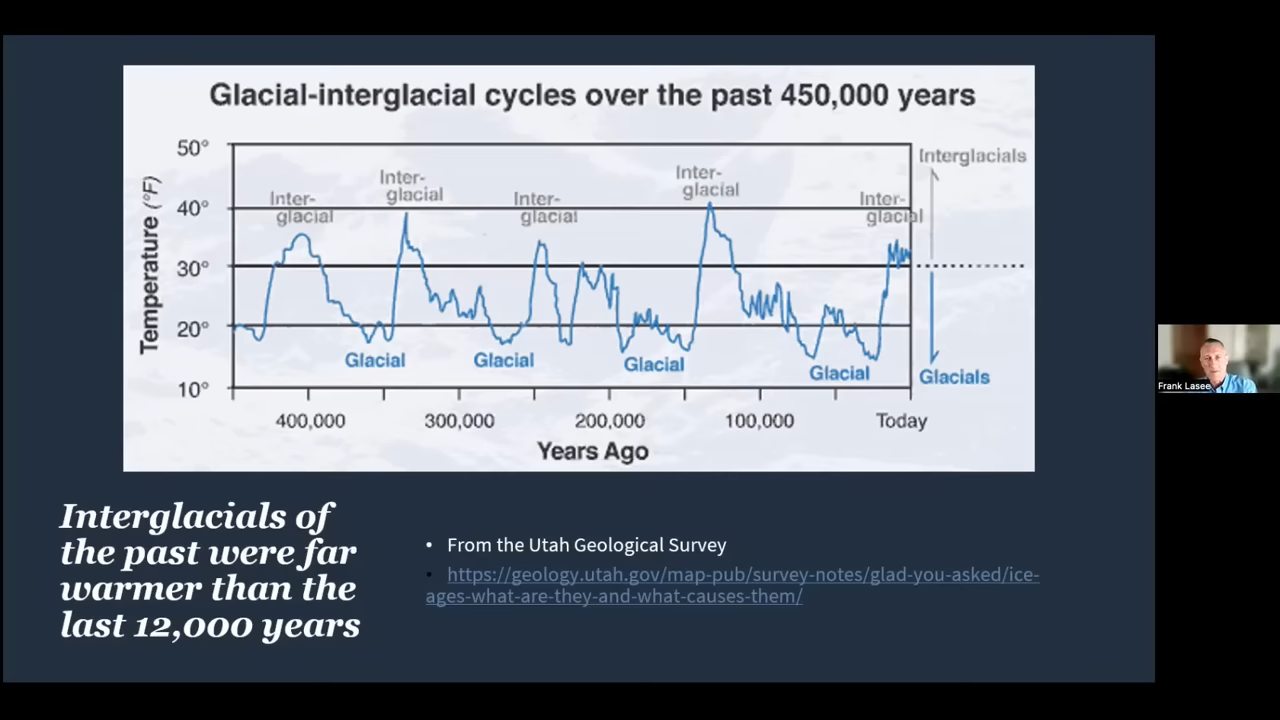 Glacial-interglacial cycles over the past 450,000 years
50°
40°
30°
20°
10°
Temperature (°F)
Inter-
glacial
Inter-
glacial
Inter-
glacial
Inter-
glacial
Inter-
glacial
Interglacials
Glacial
Glacial
Glacial
Glacial
Glacials
400,000
300,000
200,000
100,000
Today
Years Ago
Interglacials of
the past were far
warmer than the
last 12,000 years
• From the Utah Geological Survey
• https://geology.utah.gov/map-pub/survey-notes/glad-you-asked/ice-
ages-what-are-they-and-what-causes-them/
Frank Lasee